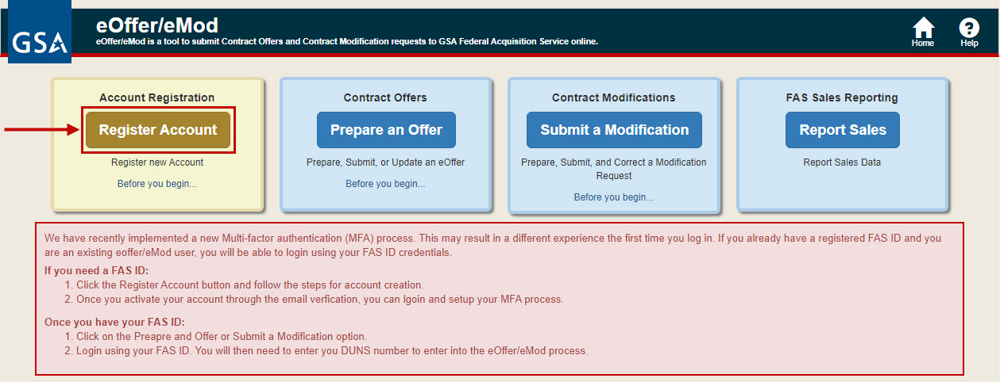 GSA
eOffer/eMod
eOffer/eMod is a tool to submit Contract Offers and Contract Modification requests to GSA Federal Acquisition Service online.
Home
Help
Account Registration
Register Account
Register new Account
Before you begin...
Contract Offers
Prepare an Offer
Prepare, Submit, or Update an eOffer
Before you begin...
Contract Modifications
Submit a Modification
Prepare, Submit, and Correct a Modification
Request
Before you begin...
FAS Sales Reporting
Report Sales
Report Sales Data
We have recently implemented a new Multi-factor authentication (MFA) process. This may result in a different experience the first time you log in. If you already have a registered FAS ID and you
are an existing eoffer/eMod user, you will be able to login using your FAS ID credentials.
If you need a FAS ID:
1. Click the Register Account button and follow the steps for account creation.
2. Once you activate your account through the email verfication, you can lgoin and setup your MFA process.
Once you have your FAS ID:
1. Click on the Preapre and Offer or Submit a Modification option.
2. Login using your FAS ID. You will then need to enter you DUNS number to enter into the eOffer/eMod process.